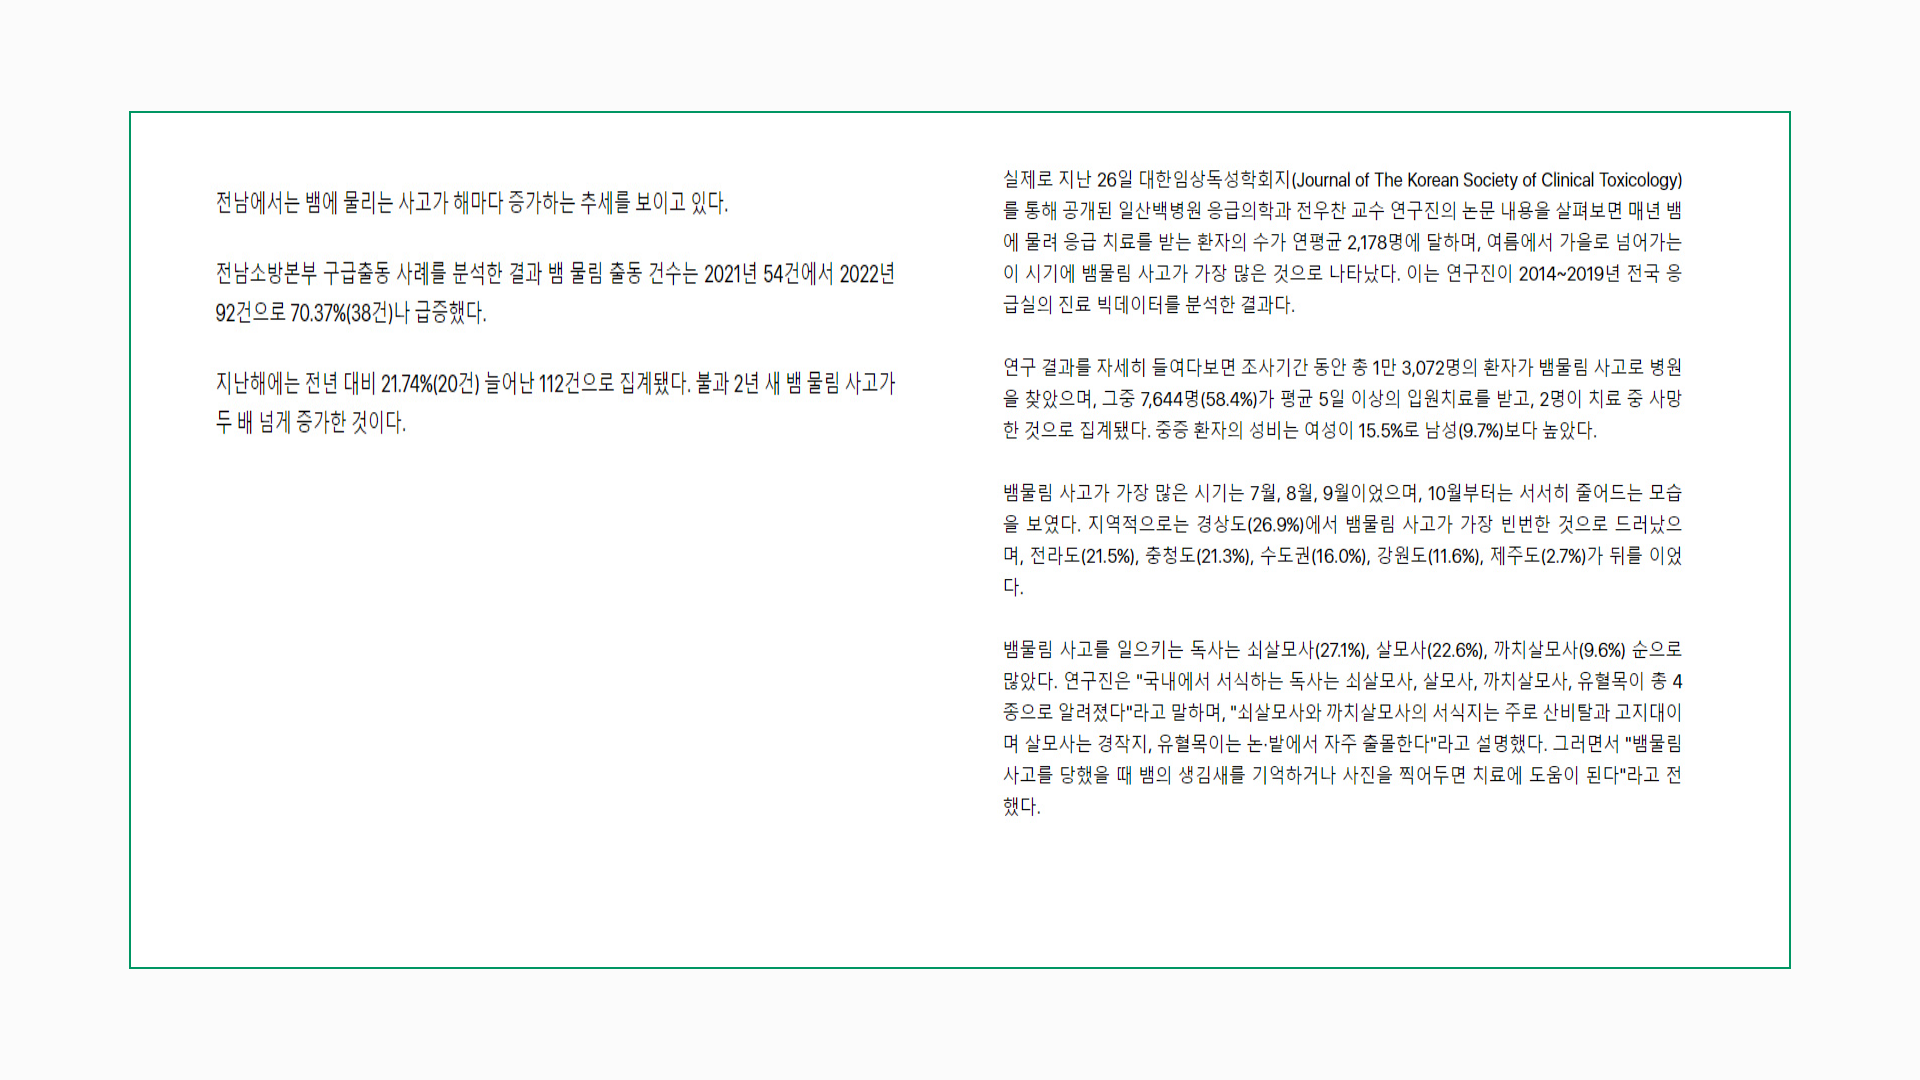 전남에서는 뱀에 물리는 사고가 해마다 증가하는 추세를 보이고 있다.
전남소방본부 구급출동 사례를 분석한 결과 뱀 물림 출동 건수는 2021년 54건에서 2022년
92건으로 70.37%(38건)나 급증했다.
지난해에는 전년 대비 21.74%(20건) 늘어난 112건으로 집계됐다. 불과 2년 새 뱀 물림 사고가
두 배 넘게 증가한 것이다.
실제로 지난 26일 대한임상독성학회지(Journal of The Korean Society of Clinical Toxicology)
를 통해 공개된 일산백병원 응급의학과 전우찬 교수 연구진의 논문 내용을 살펴보면 매년 뱀
에 물려 응급 치료를 받는 환자의 수가 연평균 2,178명에 달하며, 여름에서 가을로 넘어가는
이 시기에 뱀물림 사고가 가장 많은 것으로 나타났다. 이는 연구진이 2014~2019년 전국 응
급실의 진료 빅데이터를 분석한 결과다.
연구 결과를 자세히 들여다보면 조사기간 동안 총 1만 3,072명의 환자가 뱀물림 사고로 병원
을 찾았으며, 그중 7,644명(58.4%)가 평균 5일 이상의 입원치료를 받고, 2명이 치료 중 사망
한 것으로 집계됐다. 중증 환자의 성비는 여성이 15.5%로 남성(9.7%)보다 높았다.
뱀물림 사고가 가장 많은 시기는 7월, 8월, 9월이었으며, 10월부터는 서서히 줄어드는 모습
을 보였다. 지역적으로는 경상도(26.9%)에서 뱀물림 사고가 가장 빈번한 것으로 드러났으
며, 전라도(21.5%), 충청도(21.3%), 수도권(16.0%), 강원도(11.6%), 제주도(2.7%)가 뒤를 이었
다.
뱀물림 사고를 일으키는 독사는 쇠살모사(27.1%), 살모사(22.6%), 까치살모사(9.6%) 순으로
많았다. 연구진은 "국내에서 서식하는 독사는 쇠살모사, 살모사, 까치살모사, 유혈목이 총 4
종으로 알려졌다"라고 말하며, "쇠살모사와 까치살모사의 서식지는 주로 산비탈과 고지대이
며 살모사는 경작지, 유혈목이는 논·밭에서 자주 출몰한다"라고 설명했다. 그러면서 "뱀물림
사고를 당했을 때 뱀의 생김새를 기억하거나 사진을 찍어두면 치료에 도움이 된다"라고 전
했다.